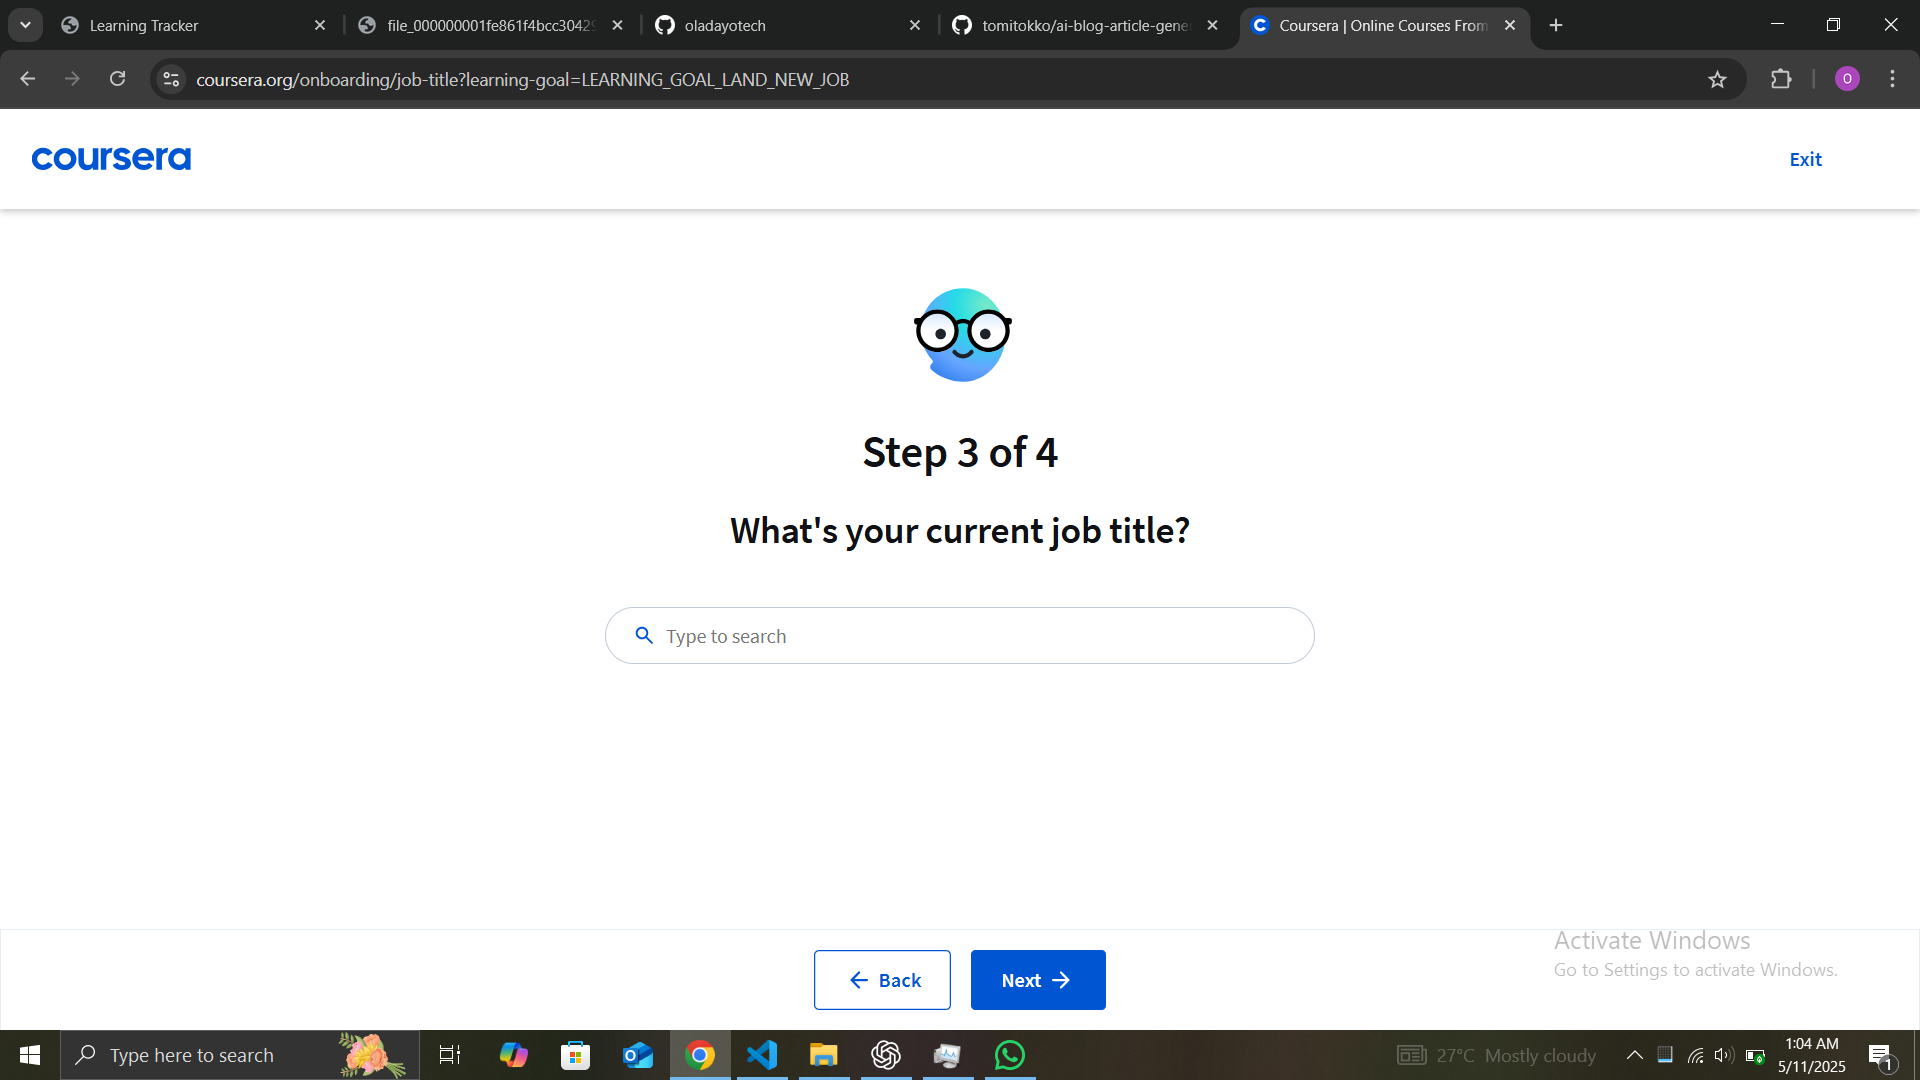 Learning Tracker
file_000000001fe861f4bcc30429
oladayotech
tomitokko/ai-blog-article-gene
Coursera | Online Courses From
coursera.org/onboarding/job-title?learning-goal=LEARNING_GOAL_LAND_NEW_JOB
O
coursera
Exit
Step 3 of 4
What's your current job title?
Type to search
Activate Windows
Go to Settings to activate Windows.
Back
Next
Type here to search
27°C Mostly cloudy
1:04 AM
5/11/2025
1